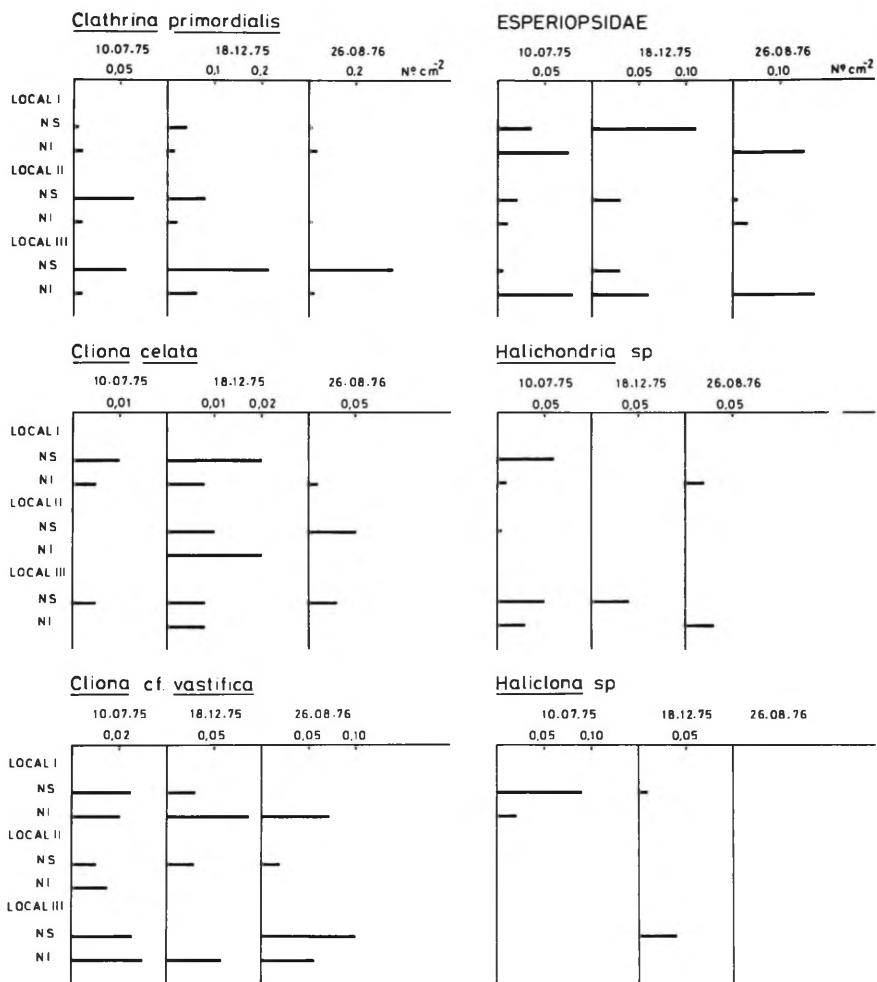 Clathrina primordialis
10.07.75 18.12.75 26.08.76
0,05 0,1 0,2 0,2 Nº cm-2
LOCAL I
NS
NI
LOCAL II
NS
NI
LOCAL III
NS
NI
ESPERIOPSIDAE
10.07.75 18.12.75 26.08.76
0,05 0,05 0,10 0,10 Nº cm-2
Cliona celata
10.07.75 18.12.75 26.08.76
0,01 0,01 0,02 0,05
LOCAL I
NS
NI
LOCAL II
NS
NI
LOCAL III
NS
NI
Halichondria sp
10.07.75 18.12.75 26.08.76
0,05 0,05 0,05
Cliona cf. vastifica
10.07.75 18.12.75 26.08.76
0,02 0,05 0,05 0,10
LOCAL I
NS
NI
LOCAL II
NS
NI
LOCAL III
NS
NI
Haliclona sp
10.07.75 18.12.75 26.08.76
0,05 0,10 0,05